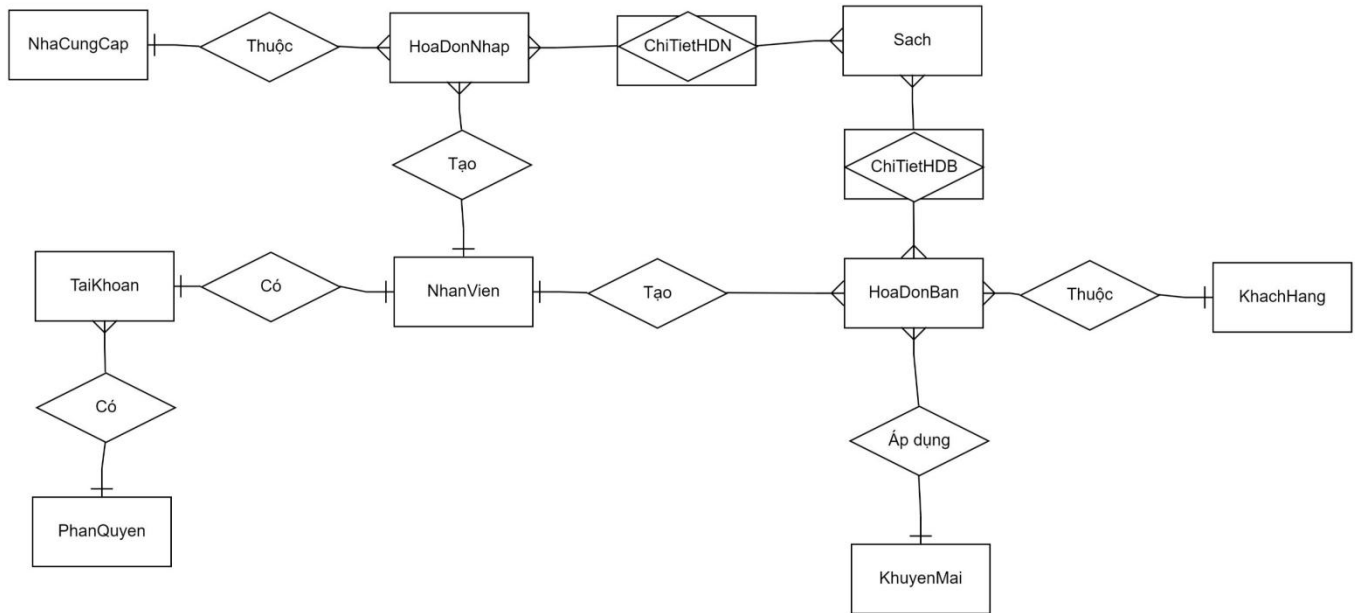 NhaCungCap
Thuộc
HoaDonNhap
ChiTietHDN
Sach
Tạo
ChiTietHDB
TaiKhoan
Có
NhanVien
Tạo
HoaDonBan
Thuộc
KhachHang
Có
Áp dụng
PhanQuyen
KhuyenMai